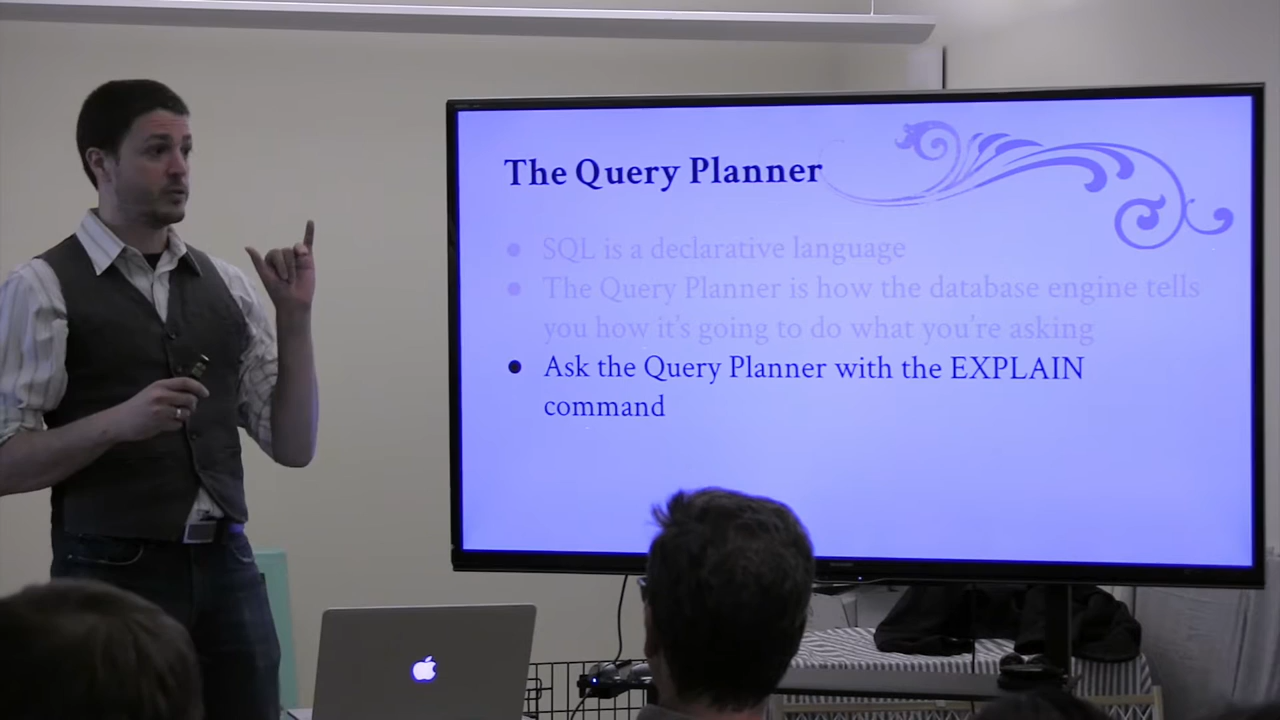 The Query Planner
• SQL is a declarative language
• The Query Planner is how the database engine tells
you how it's going to do what you're asking
• Ask the Query Planner with the EXPLAIN
command